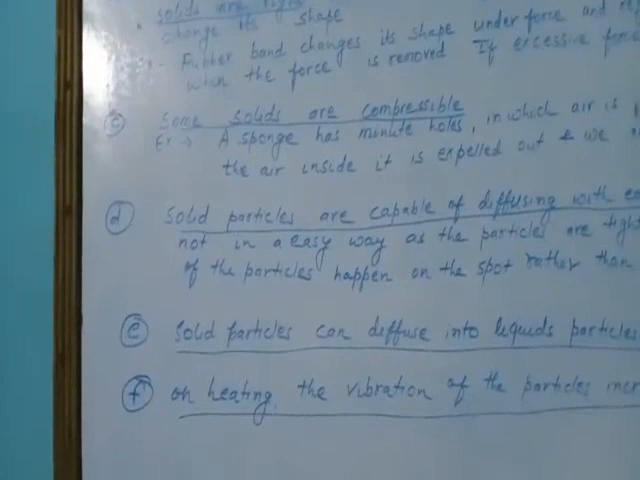 solids are rigid
change its shape
- Rubber band changes its shape under force and
when the force is removed If excessive force
(c) Some solids are compressible
Ex → A sponge has minute holes, in which air is
the air inside it is expelled out & we
(d) Solid particles are capable of diffusing with
not in a easy way as the particles are
of the particles happen on the spot rather than
(e) Solid particles can diffuse into liquids particles
(f) on heating the vibration of the particles incr